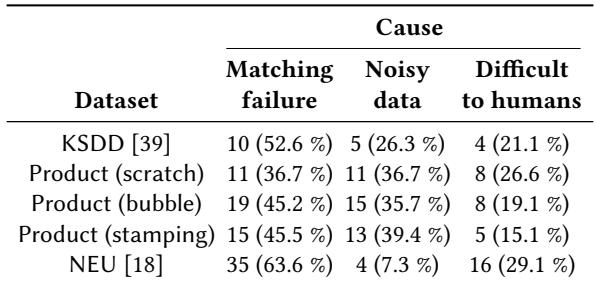 Cause
Dataset Matching failure Noisy data Difficult to humans
KSDD [39] 10 (52.6 %) 5 (26.3 %) 4 (21.1 %)
Product (scratch) 11 (36.7 %) 11 (36.7 %) 8 (26.6 %)
Product (bubble) 19 (45.2 %) 15 (35.7 %) 8 (19.1 %)
Product (stamping) 15 (45.5 %) 13 (39.4 %) 5 (15.1 %)
NEU [18] 35 (63.6 %) 4 (7.3 %) 16 (29.1 %)